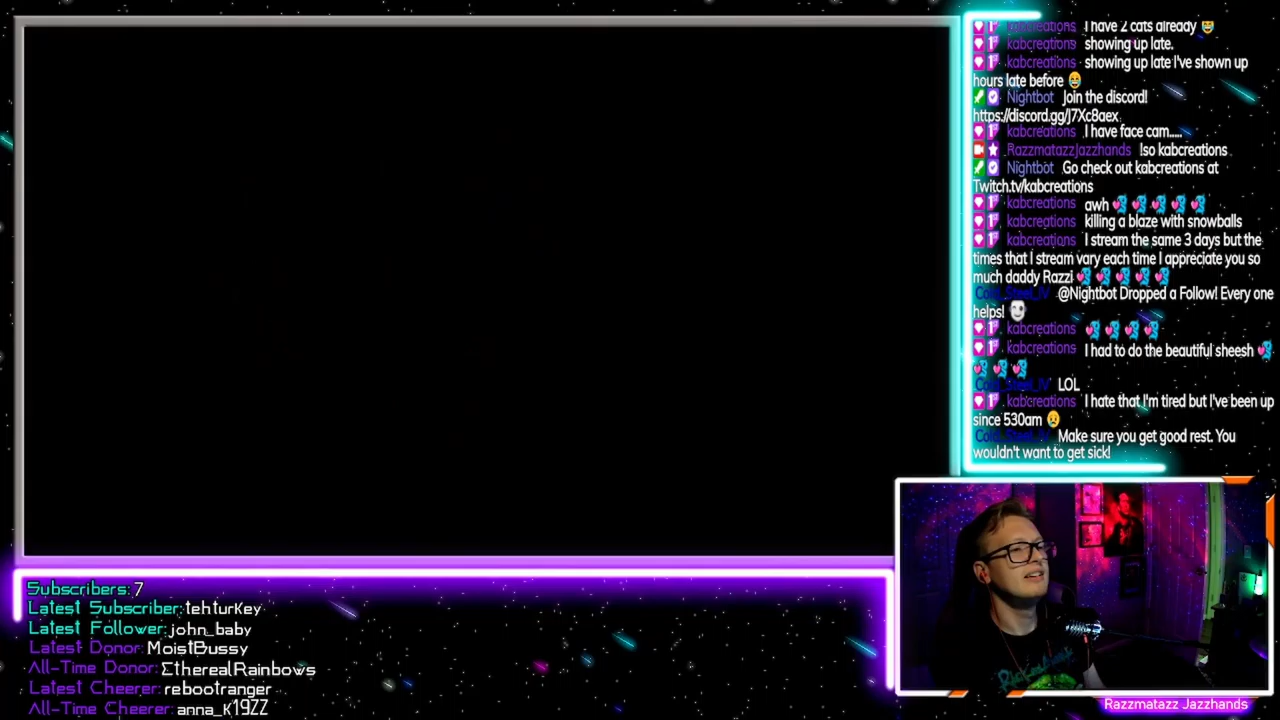 kabcreations I have 2 cats already
kabcreations showing up late.
kabcreations showing up late I've shown up
hours late before
Nightbot Join the discord!
https://discord.gg/J7Xc8aex
kabcreations I have face cam.....
RazzmatazzJazzhands !so kabcreations
Nightbot Go check out kabcreations at
Twitch.tv/kabcreations
kabcreations awh
kabcreations killing a blaze with snowballs
kabcreations I stream the same 3 days but the
times that I stream vary each time I appreciate you so
much daddy Razzi
Cold_Steel_IV @Nightbot Dropped a Follow! Every one
helps!
kabcreations
kabcreations I had to do the beautiful sheesh
Cold_Steel_IV LOL
kabcreations I hate that I'm tired but I've been up
since 530am
Cold_Steel_IV Make sure you get good rest. You
wouldn't want to get sick!
Subscribers: 7
Latest Subscriber: tehturkey
Latest Follower: john_baby
Latest Donor: MoistBussy
All-Time Donor: EtherealRainbows
Latest Cheerer: rebootranger
All-Time Cheerer: anna_k19ZZ
Razzmatazz Jazzhands